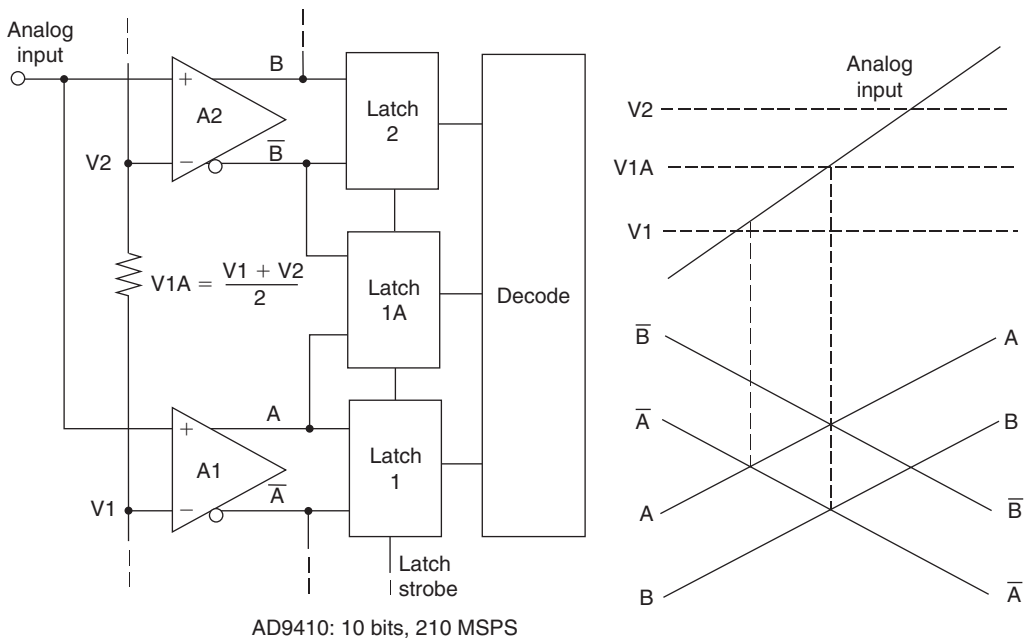 Analog
input
B
+
A2
−
B̅
V2
Latch
2
V1A = V1 + V2
2
Latch
1A
Decode
A
+
A1
−
A̅
V1
Latch
1
Latch
strobe
AD9410: 10 bits, 210 MSPS
Analog
input
V2
V1A
V1
B̅
A
A̅
B
A
B̅
B
A̅